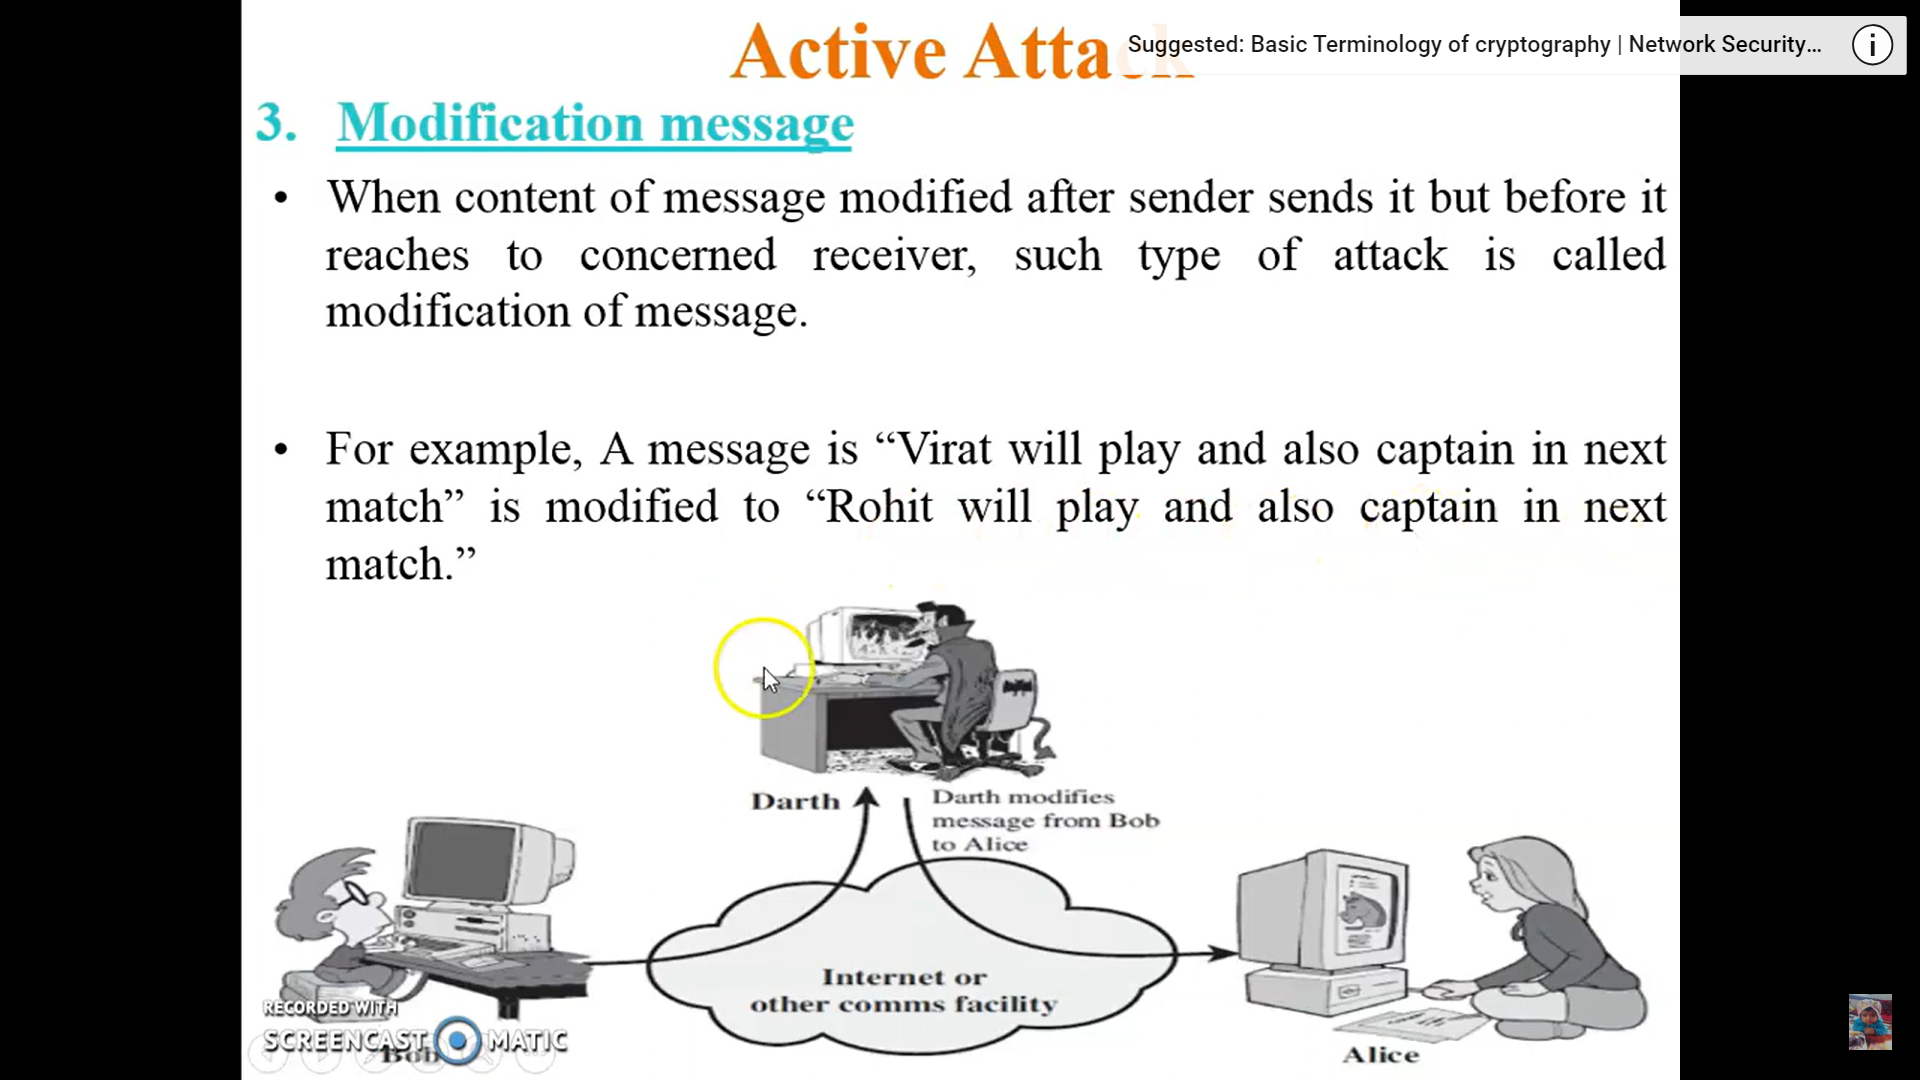 Active Attack
Suggested: Basic Terminology of cryptography | Network Security...
3. Modification message
• When content of message modified after sender sends it but before it
reaches to concerned receiver, such type of attack is called
modification of message.
• For example, A message is “Virat will play and also captain in next
match” is modified to “Rohit will play and also captain in next
match.”
Darth
Darth modifies
message from Bob
to Alice
Internet or
other comms facility
RECORDED WITH
SCREENCAST MATIC
Bob
Alice